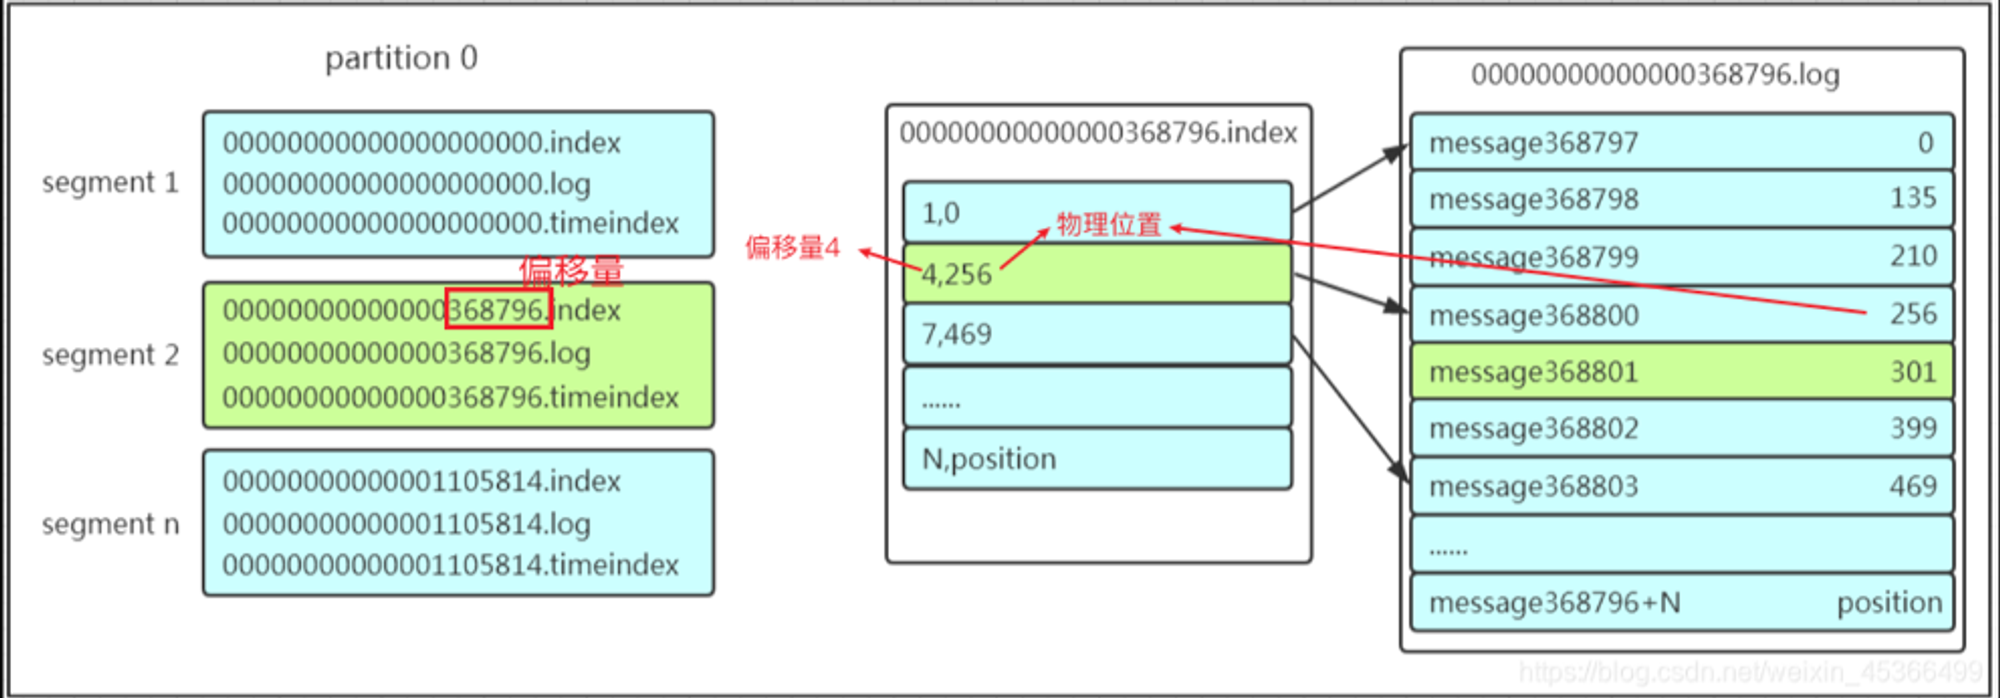 partition 0
segment 1
00000000000000000000.index
00000000000000000000.log
00000000000000000000.timeindex
偏移量
segment 2
00000000000000368796.index
00000000000000368796.log
00000000000000368796.timeindex
segment n
00000000000001105814.index
00000000000001105814.log
00000000000001105814.timeindex
00000000000000368796.index
1,0
物理位置
偏移量4
4,256
7,469
......
N,position
00000000000000368796.log
message368797 0
message368798 135
message368799 210
message368800 256
message368801 301
message368802 399
message368803 469
......
message368796+N position
https://blog.csdn.net/weixin_45366499